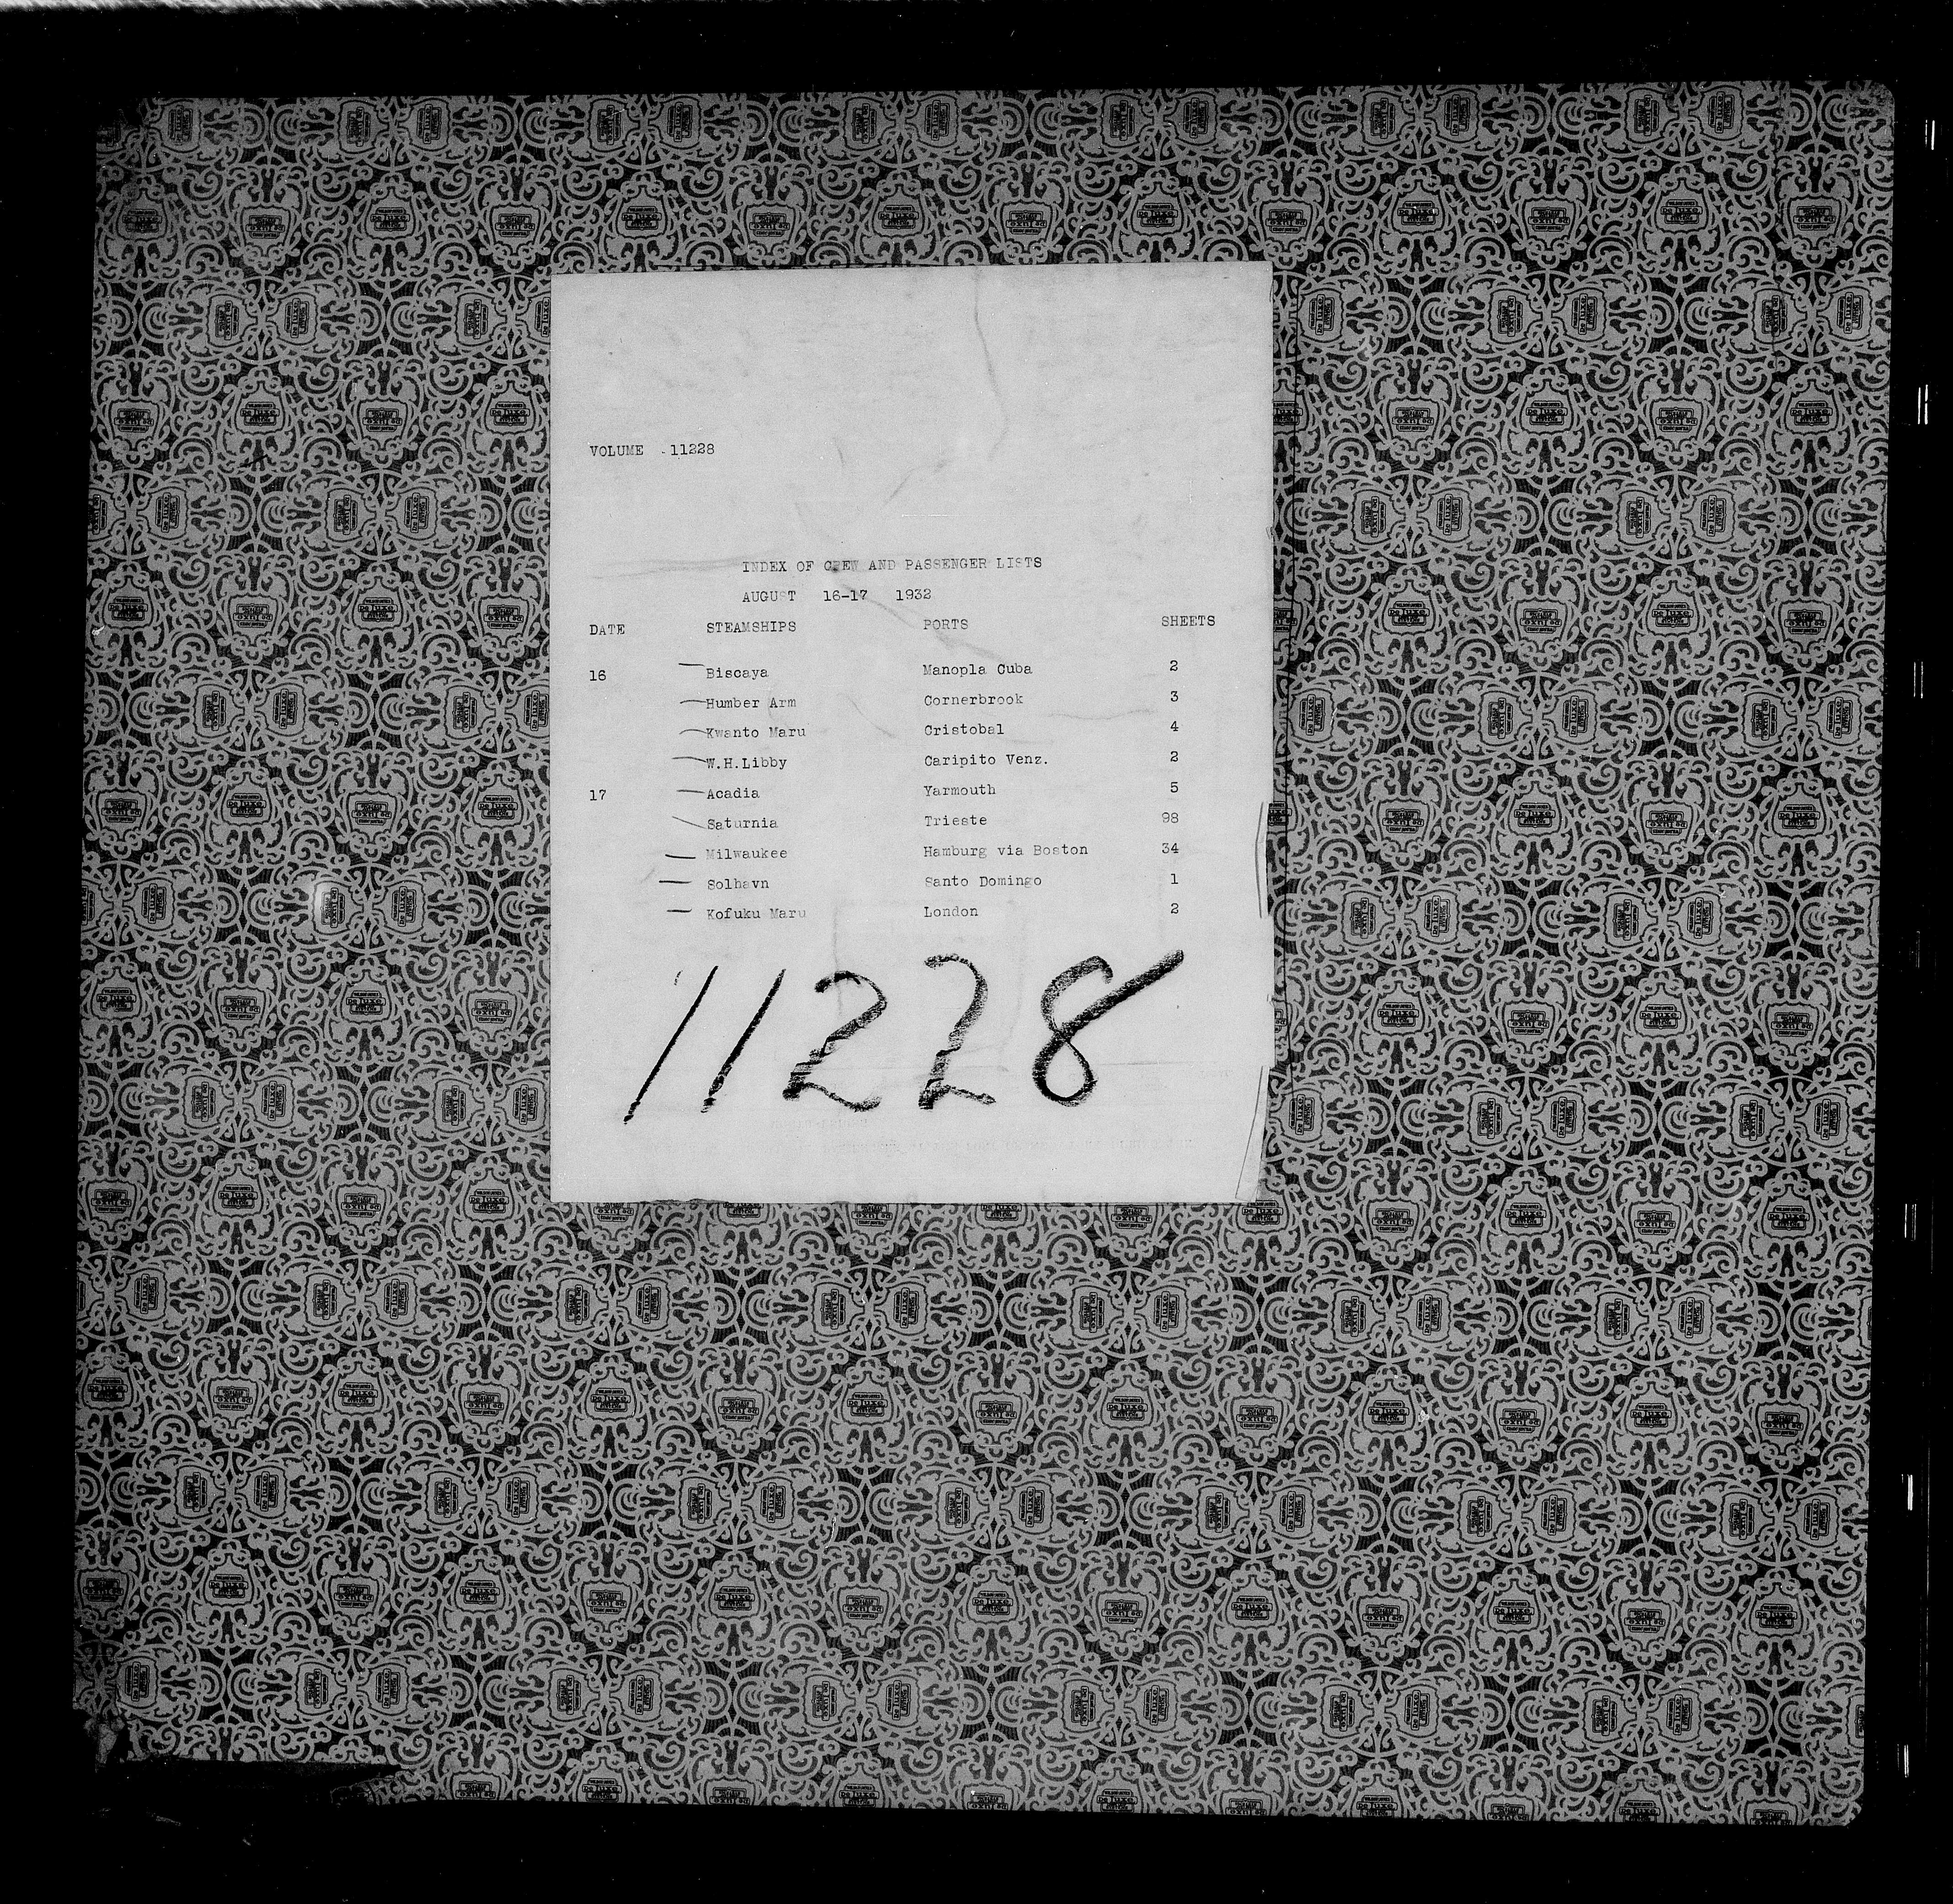 VOLUME - 11228
INDEX OF CREW AND PASSENGER LISTS
AUGUST 16-17 1932
DATE STEAMSHIPS PORTS SHEETS
16 Biscaya Manopla Cuba 2
Humber Arm Cornerbrook 3
Kwanto Maru Cristobal 4
W.H.Libby Caripito Venz. 2
17 Acadia Yarmouth 5
Saturnia Trieste 98
Milwaukee Hamburg via Boston 34
Solhavn Santo Domingo 1
Kofuku Maru London 2
11228